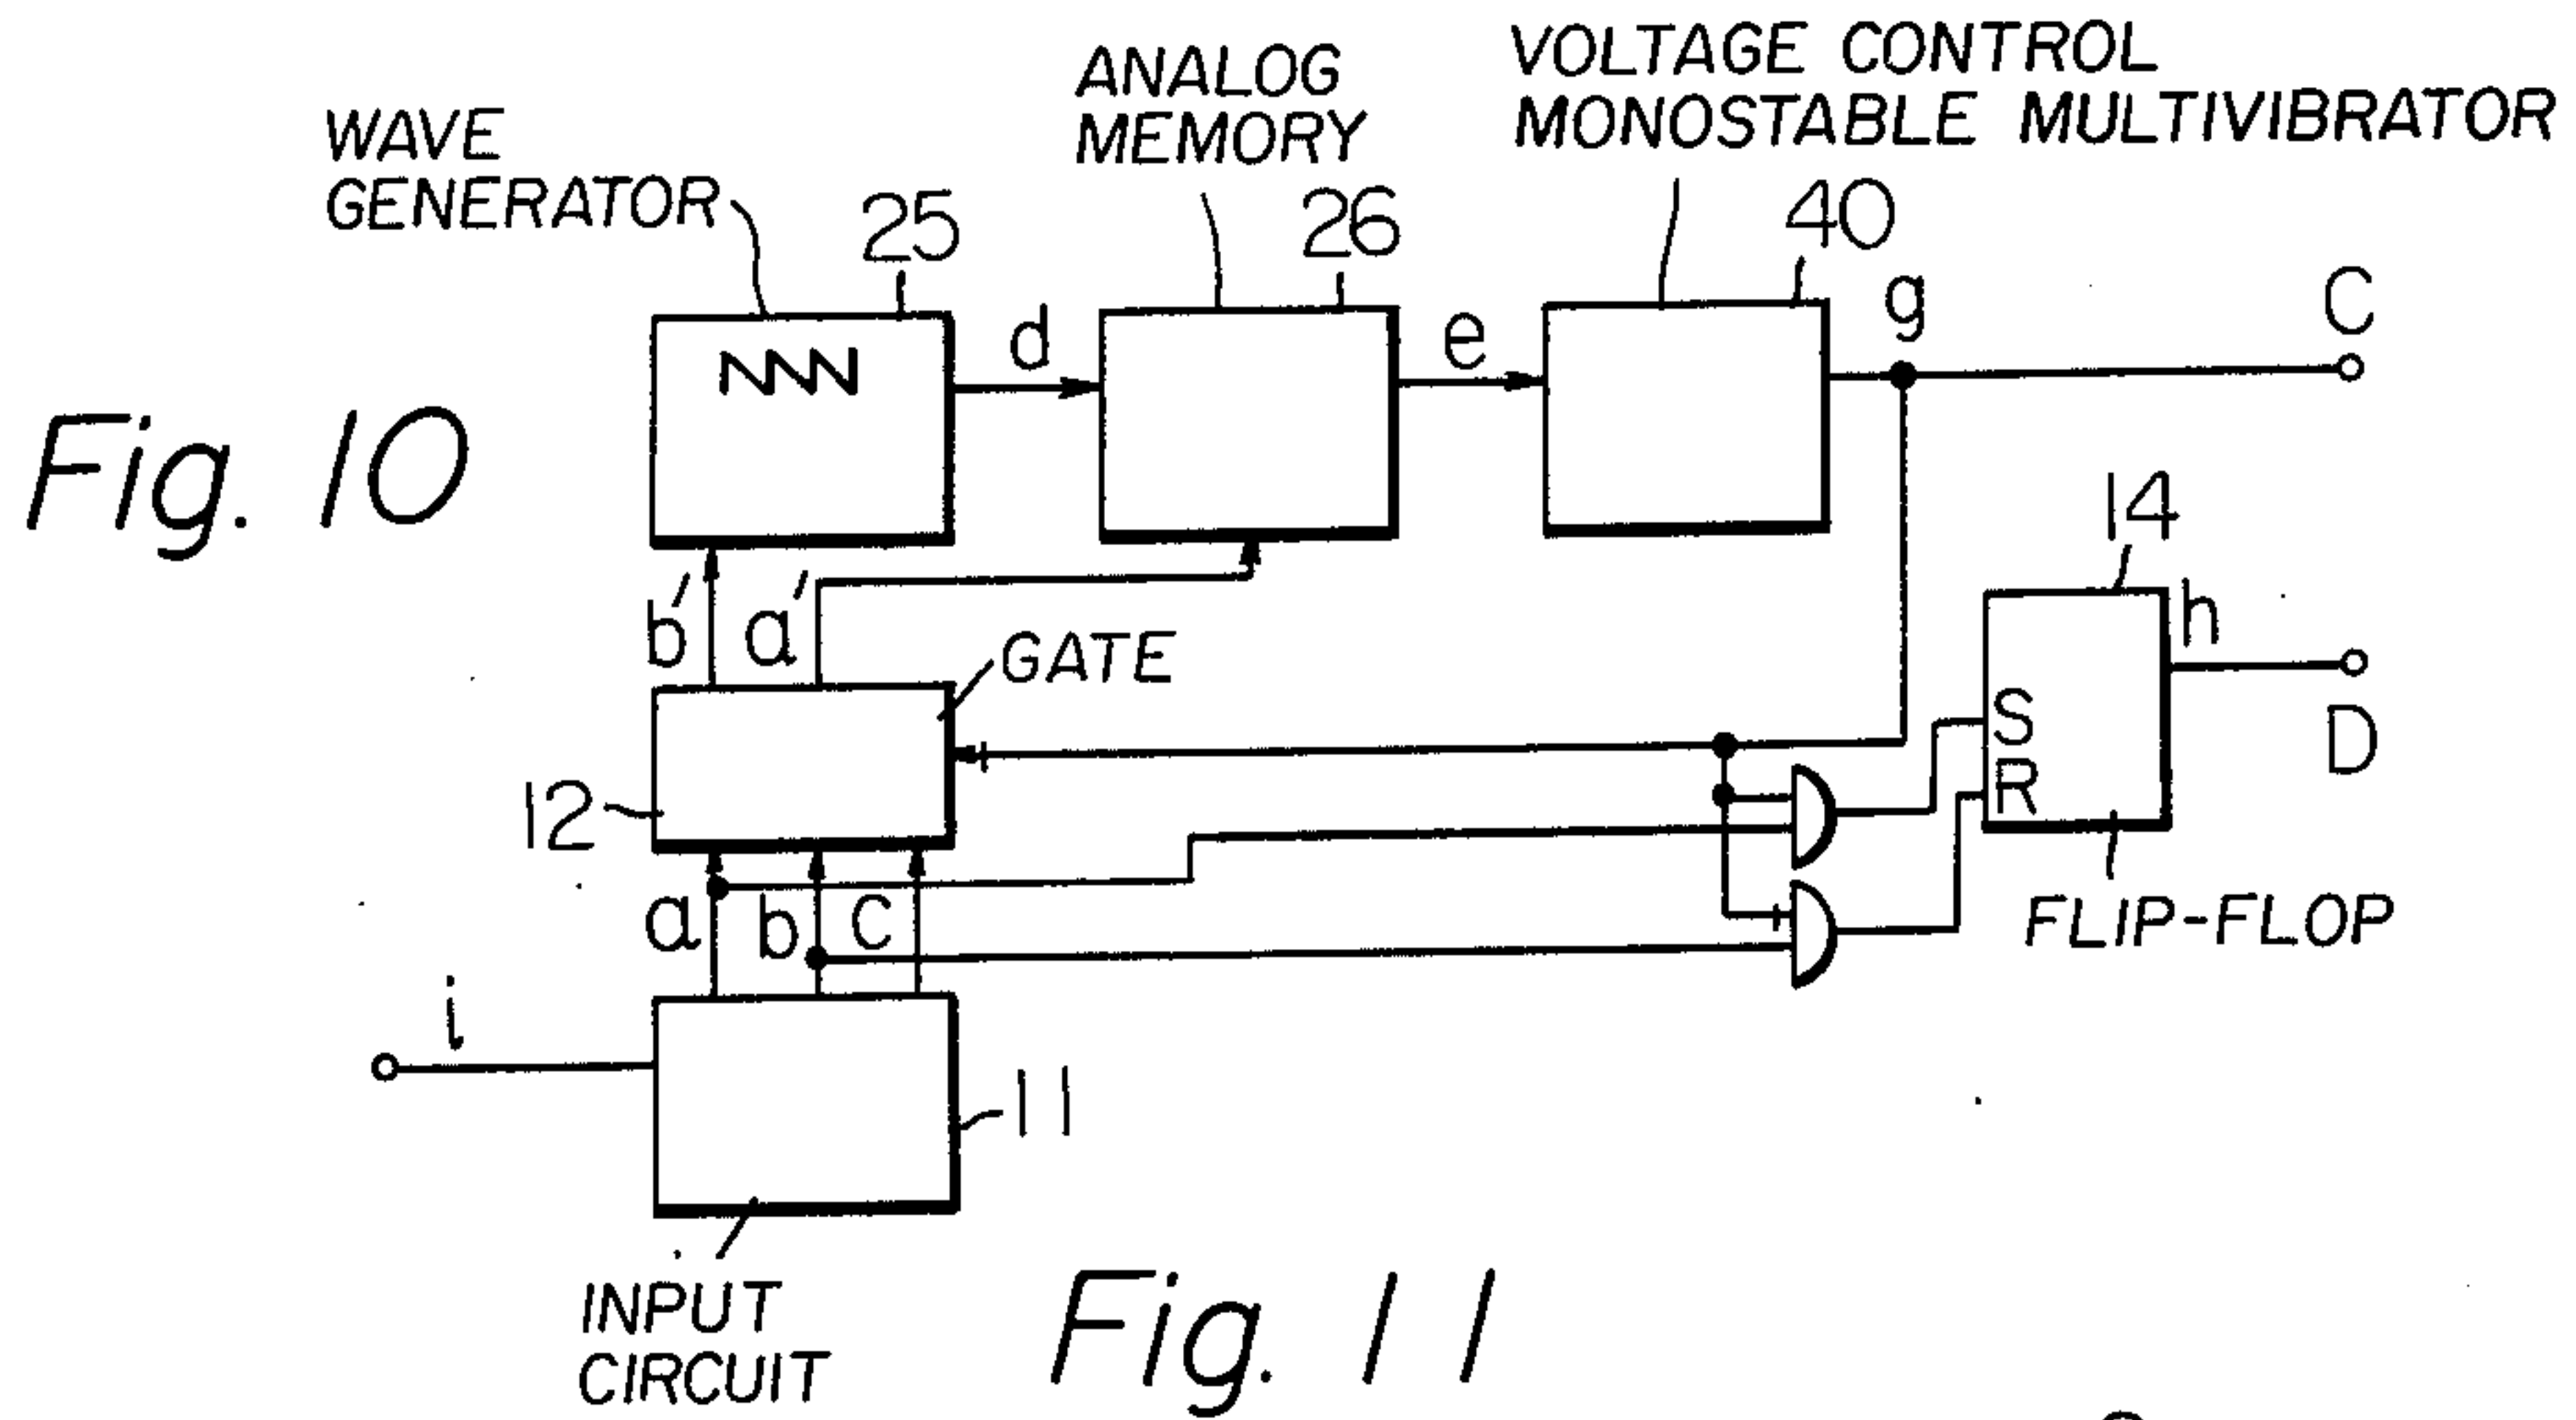 VOLTAGE CONTROL
MONOSTABLE MULTIVIBRATOR
ANALOG
MEMORY
WAVE
GENERATOR
25
26
40
g
C
d
e
Fig. 10
14
h
b' a'
GATE
S
D
R
12
a b c
FLIP-FLOP
i
11
INPUT
CIRCUIT
Fig. 11